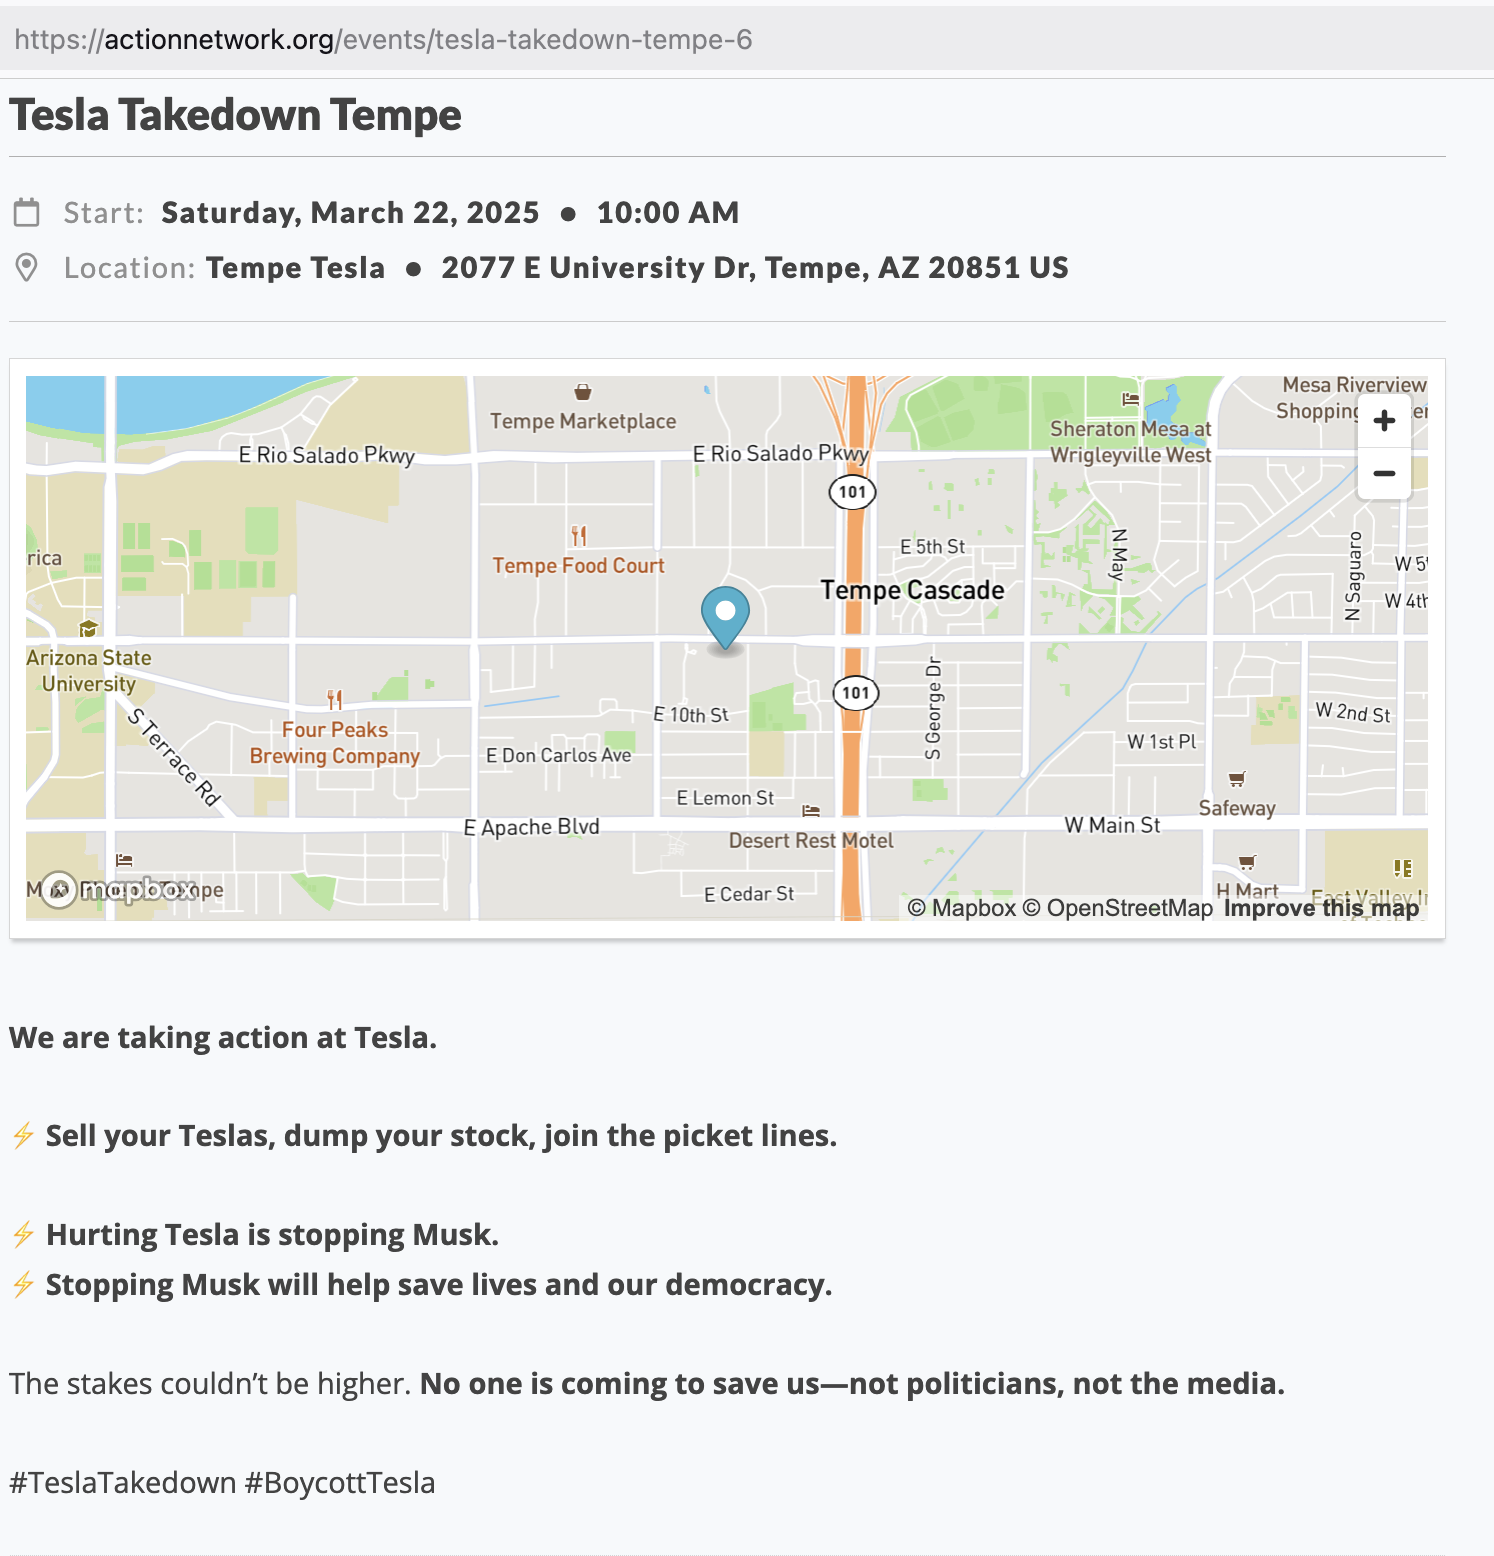 https://actionnetwork.org/events/tesla-takedown-tempe-6
Tesla Takedown Tempe
Start: Saturday, March 22, 2025 ● 10:00 AM
Location: Tempe Tesla ● 2077 E University Dr, Tempe, AZ 20851 US
Mesa Riverview
Shopping
Tempe Marketplace
Sheraton Mesa at
Wrigleyville West
E Rio Salado Pkwy
E Rio Salado Pkwy
+
−
101
rica
Tempe Food Court
E 5th St
N May
N Saguaro
W 5
W 4th
Tempe Cascade
Arizona State
University
101
S George Dr
Four Peaks
Brewing Company
S Terrace Rd
E 10th St
W 2nd St
E Don Carlos Ave
W 1st Pl
E Lemon St
Safeway
E Apache Blvd
Desert Rest Motel
W Main St
mapbox
E Cedar St
H Mart
East Valley I
© Mapbox © OpenStreetMap Improve this map
We are taking action at Tesla.
⚡ Sell your Teslas, dump your stock, join the picket lines.
⚡ Hurting Tesla is stopping Musk.
⚡ Stopping Musk will help save lives and our democracy.
The stakes couldn’t be higher. No one is coming to save us—not politicians, not the media.
#TeslaTakedown #BoycottTesla